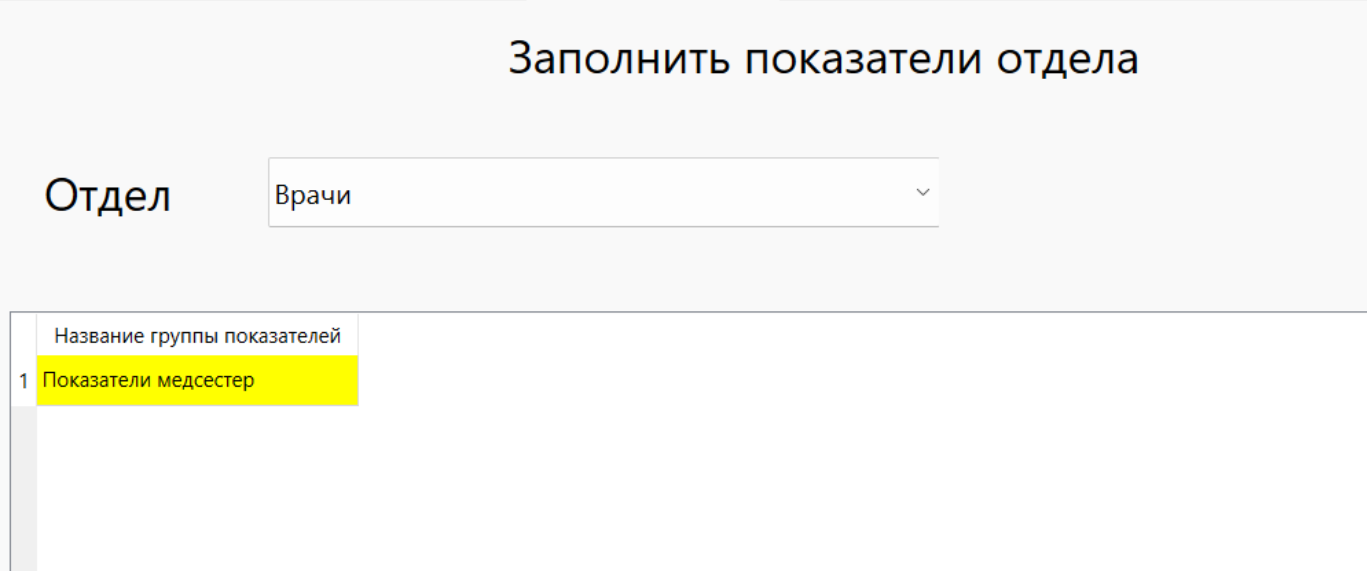 Заполнить показатели отдела
Отдел
Врачи
Название группы показателей
1 Показатели медсестер